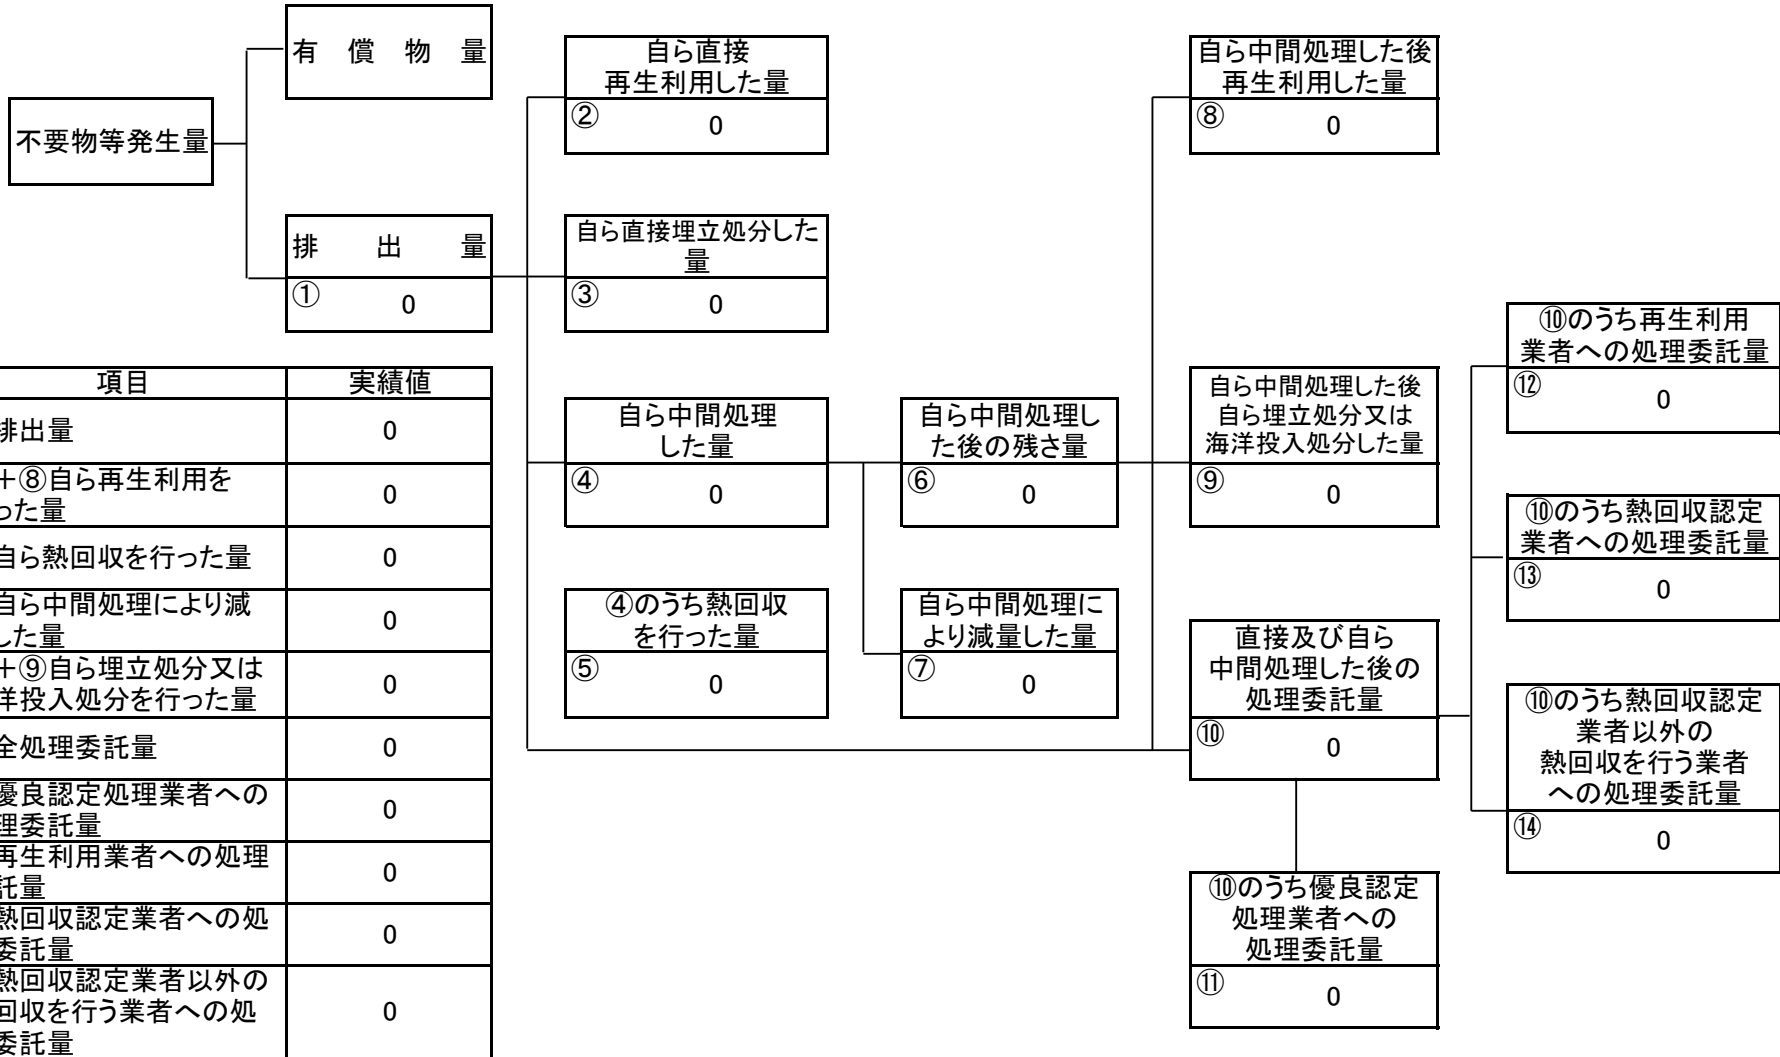 有償物量
不要物等発生量
排出量
① 0
自ら直接
再生利用した量
② 0
自ら直接埋立処分した
量
③ 0
自ら中間処理
した量
④ 0
④のうち熱回収
を行った量
⑤ 0
自ら中間処理し
た後の残さ量
⑥ 0
自ら中間処理に
より減量した量
⑦ 0
自ら中間処理した後
再生利用した量
⑧ 0
自ら中間処理した後
自ら埋立処分又は
海洋投入処分した量
⑨ 0
直接及び自ら
中間処理した後の
処理委託量
⑩ 0
⑩のうち優良認定
処理業者への
処理委託量
⑪ 0
⑩のうち再生利用
業者への処理委託量
⑫ 0
⑩のうち熱回収認定
業者への処理委託量
⑬ 0
⑩のうち熱回収認定
業者以外の
熱回収を行う業者
への処理委託量
⑭ 0
項目 実績値
排出量 0
+⑧自ら再生利用を
った量 0
自ら熱回収を行った量 0
自ら中間処理により減
した量 0
+⑨自ら埋立処分又は
洋投入処分を行った量 0
全処理委託量 0
優良認定処理業者への
理委託量 0
再生利用業者への処理
託量 0
熱回収認定業者への処
委託量 0
熱回収認定業者以外の
回収を行う業者への処
委託量 0